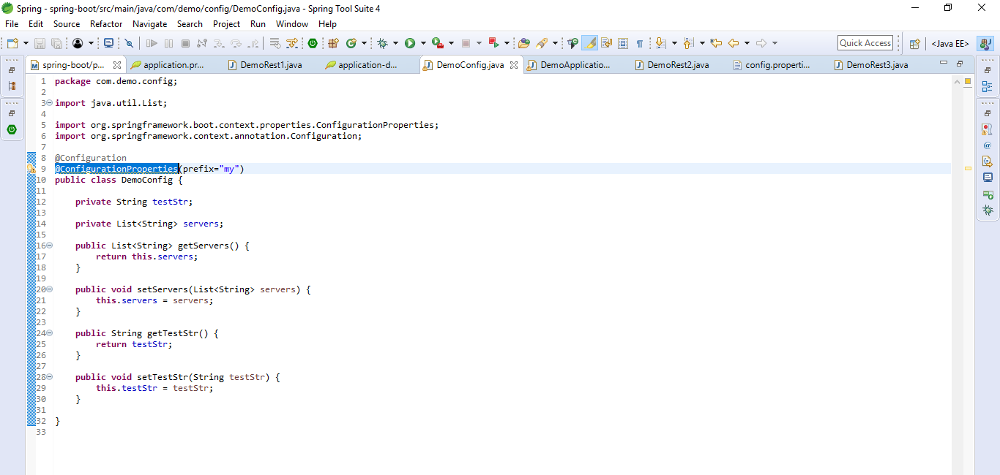 Spring - spring-boot/src/main/java/com/demo/config/DemoConfig.java - Spring Tool Suite 4
File Edit Source Refactor Navigate Search Project Run Window Help
Quick Access <Java EE>
spring-boot/p... application.pr... DemoRest1.java application-d... DemoConfig.java DemoApplicatio... DemoRest2.java config.properti... DemoRest3.java
1 package com.demo.config;
2
3 import java.util.List;
4
5 import org.springframework.boot.context.properties.ConfigurationProperties;
6 import org.springframework.context.annotation.Configuration;
7
8 @Configuration
9 @ConfigurationProperties(prefix="my")
10 public class DemoConfig {
11
12 private String testStr;
13
14 private List<String> servers;
15
16 public List<String> getServers() {
17 return this.servers;
18 }
19
20 public void setServers(List<String> servers) {
21 this.servers = servers;
22 }
23
24 public String getTestStr() {
25 return testStr;
26 }
27
28 public void setTestStr(String testStr) {
29 this.testStr = testStr;
30 }
31
32 }
33